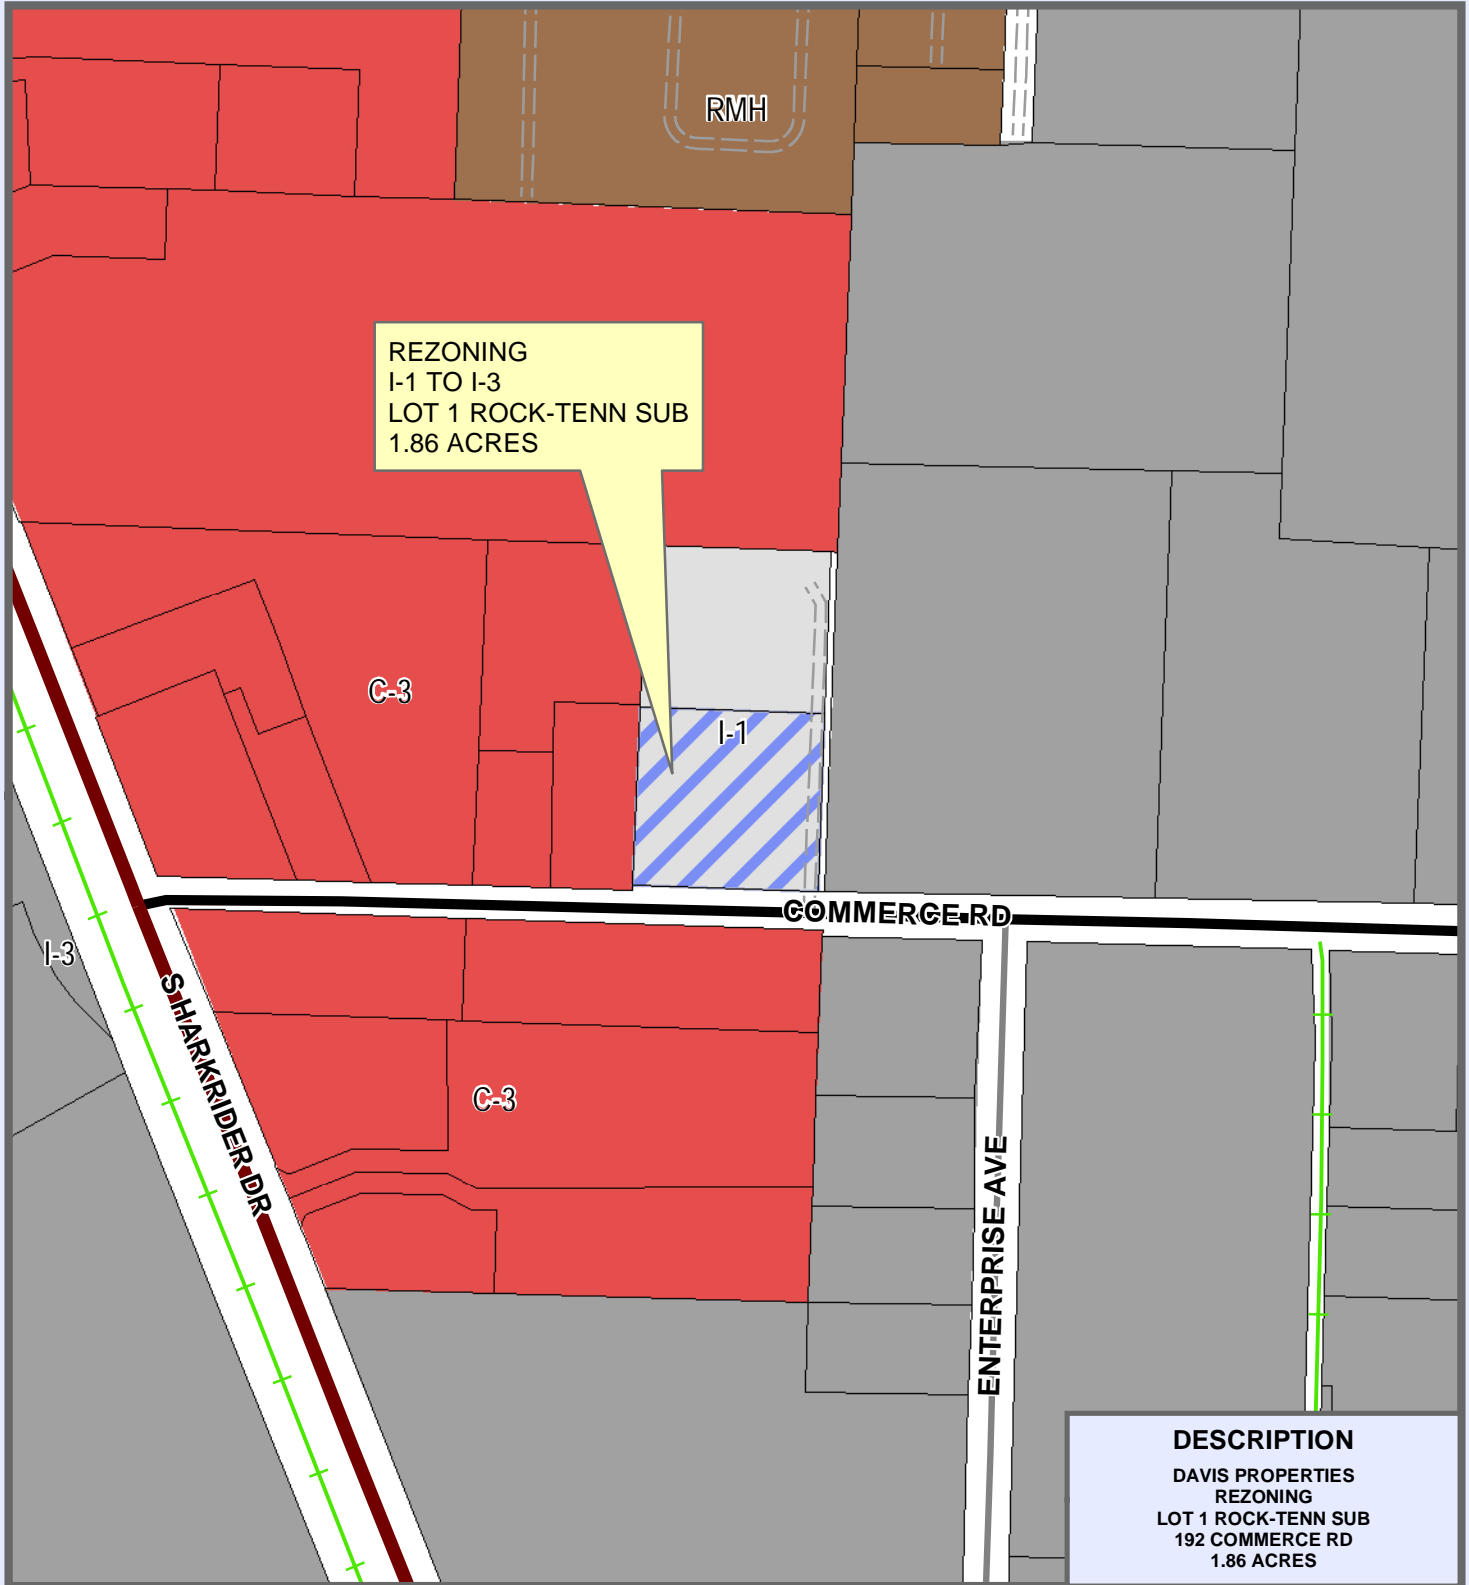 RMH
REZONING
I-1 TO I-3
LOT 1 ROCK-TENN SUB
1.86 ACRES
C-3
I-1
COMMERCE RD
I-3
S HARKRIDER DR
C-3
ENTERPRISE AVE
DESCRIPTION
DAVIS PROPERTIES
REZONING
LOT 1 ROCK-TENN SUB
192 COMMERCE RD
1.86 ACRES